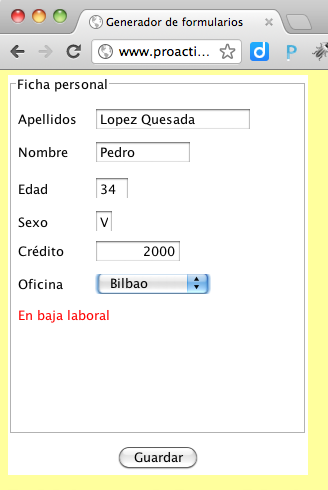 Generador de formularios
www.proacti...
Ficha personal
Apellidos Lopez Quesada
Nombre Pedro
Edad 34
Sexo V
Crédito 2000
Oficina Bilbao
En baja laboral
Guardar